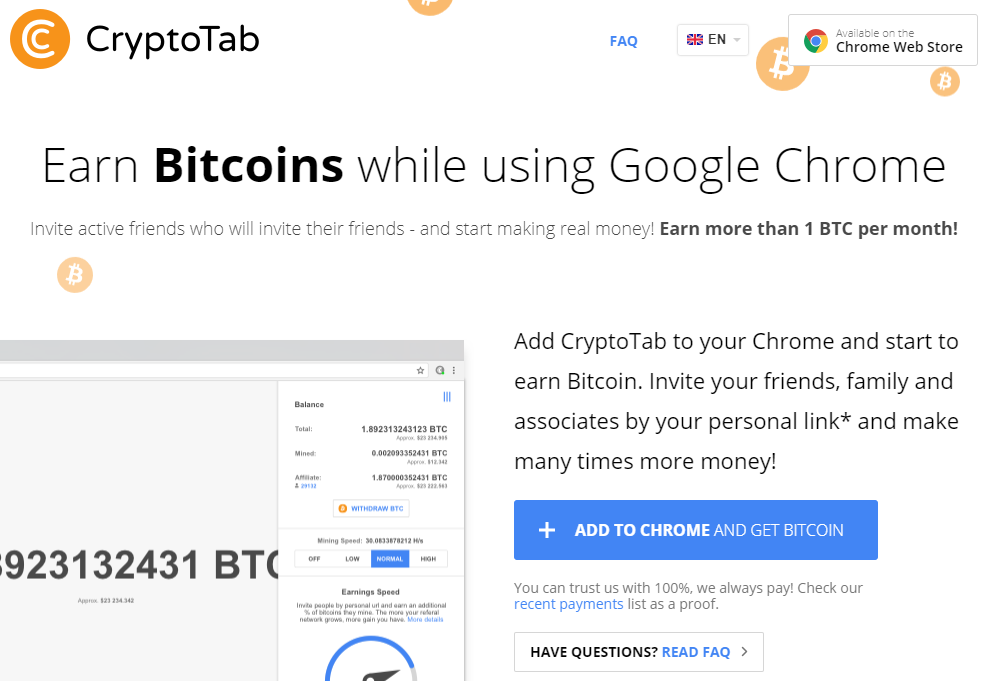 CryptoTab
FAQ
EN
Available on the
Chrome Web Store
Earn Bitcoins while using Google Chrome
Invite active friends who will invite their friends - and start making real money! Earn more than 1 BTC per month!
Balance
Total: 1.892313243123 BTC
Approx. $23 234.905
Mined: 0.002093352431 BTC
Approx. $12.342
Affiliate: 1.870000352431 BTC
29132 Approx. $23 222.563
WITHDRAW BTC
Mining Speed: 30.0833878212 H/s
OFF LOW NORMAL HIGH
Earnings Speed
Invite people by personal url and earn an additional
% of bitcoins they mine. The more your referal
network grows, more gain you have. More details
8923132431 BTC
Approx. $23 234.342
Add CryptoTab to your Chrome and start to
earn Bitcoin. Invite your friends, family and
associates by your personal link* and make
many times more money!
+ ADD TO CHROME AND GET BITCOIN
You can trust us with 100%, we always pay! Check our
recent payments list as a proof.
HAVE QUESTIONS? READ FAQ >